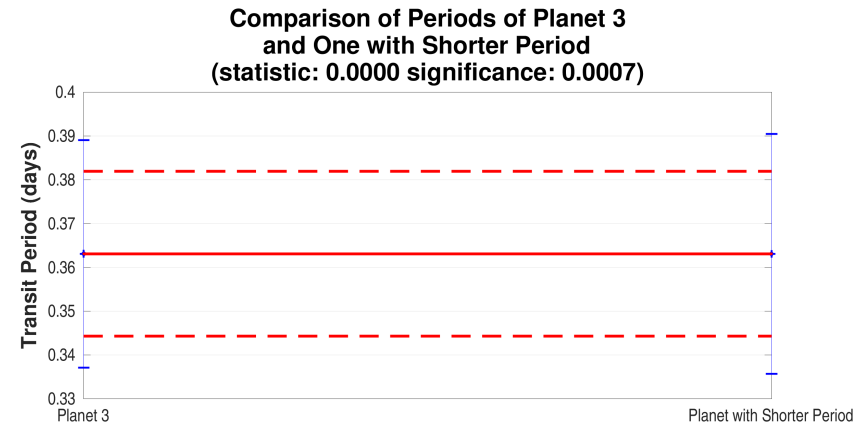 Comparison of Periods of Planet 3
and One with Shorter Period
(statistic: 0.0000 significance: 0.0007)
Transit Period (days)
0.4
0.39
0.38
0.37
0.36
0.35
0.34
0.33
Planet 3
Planet with Shorter Period